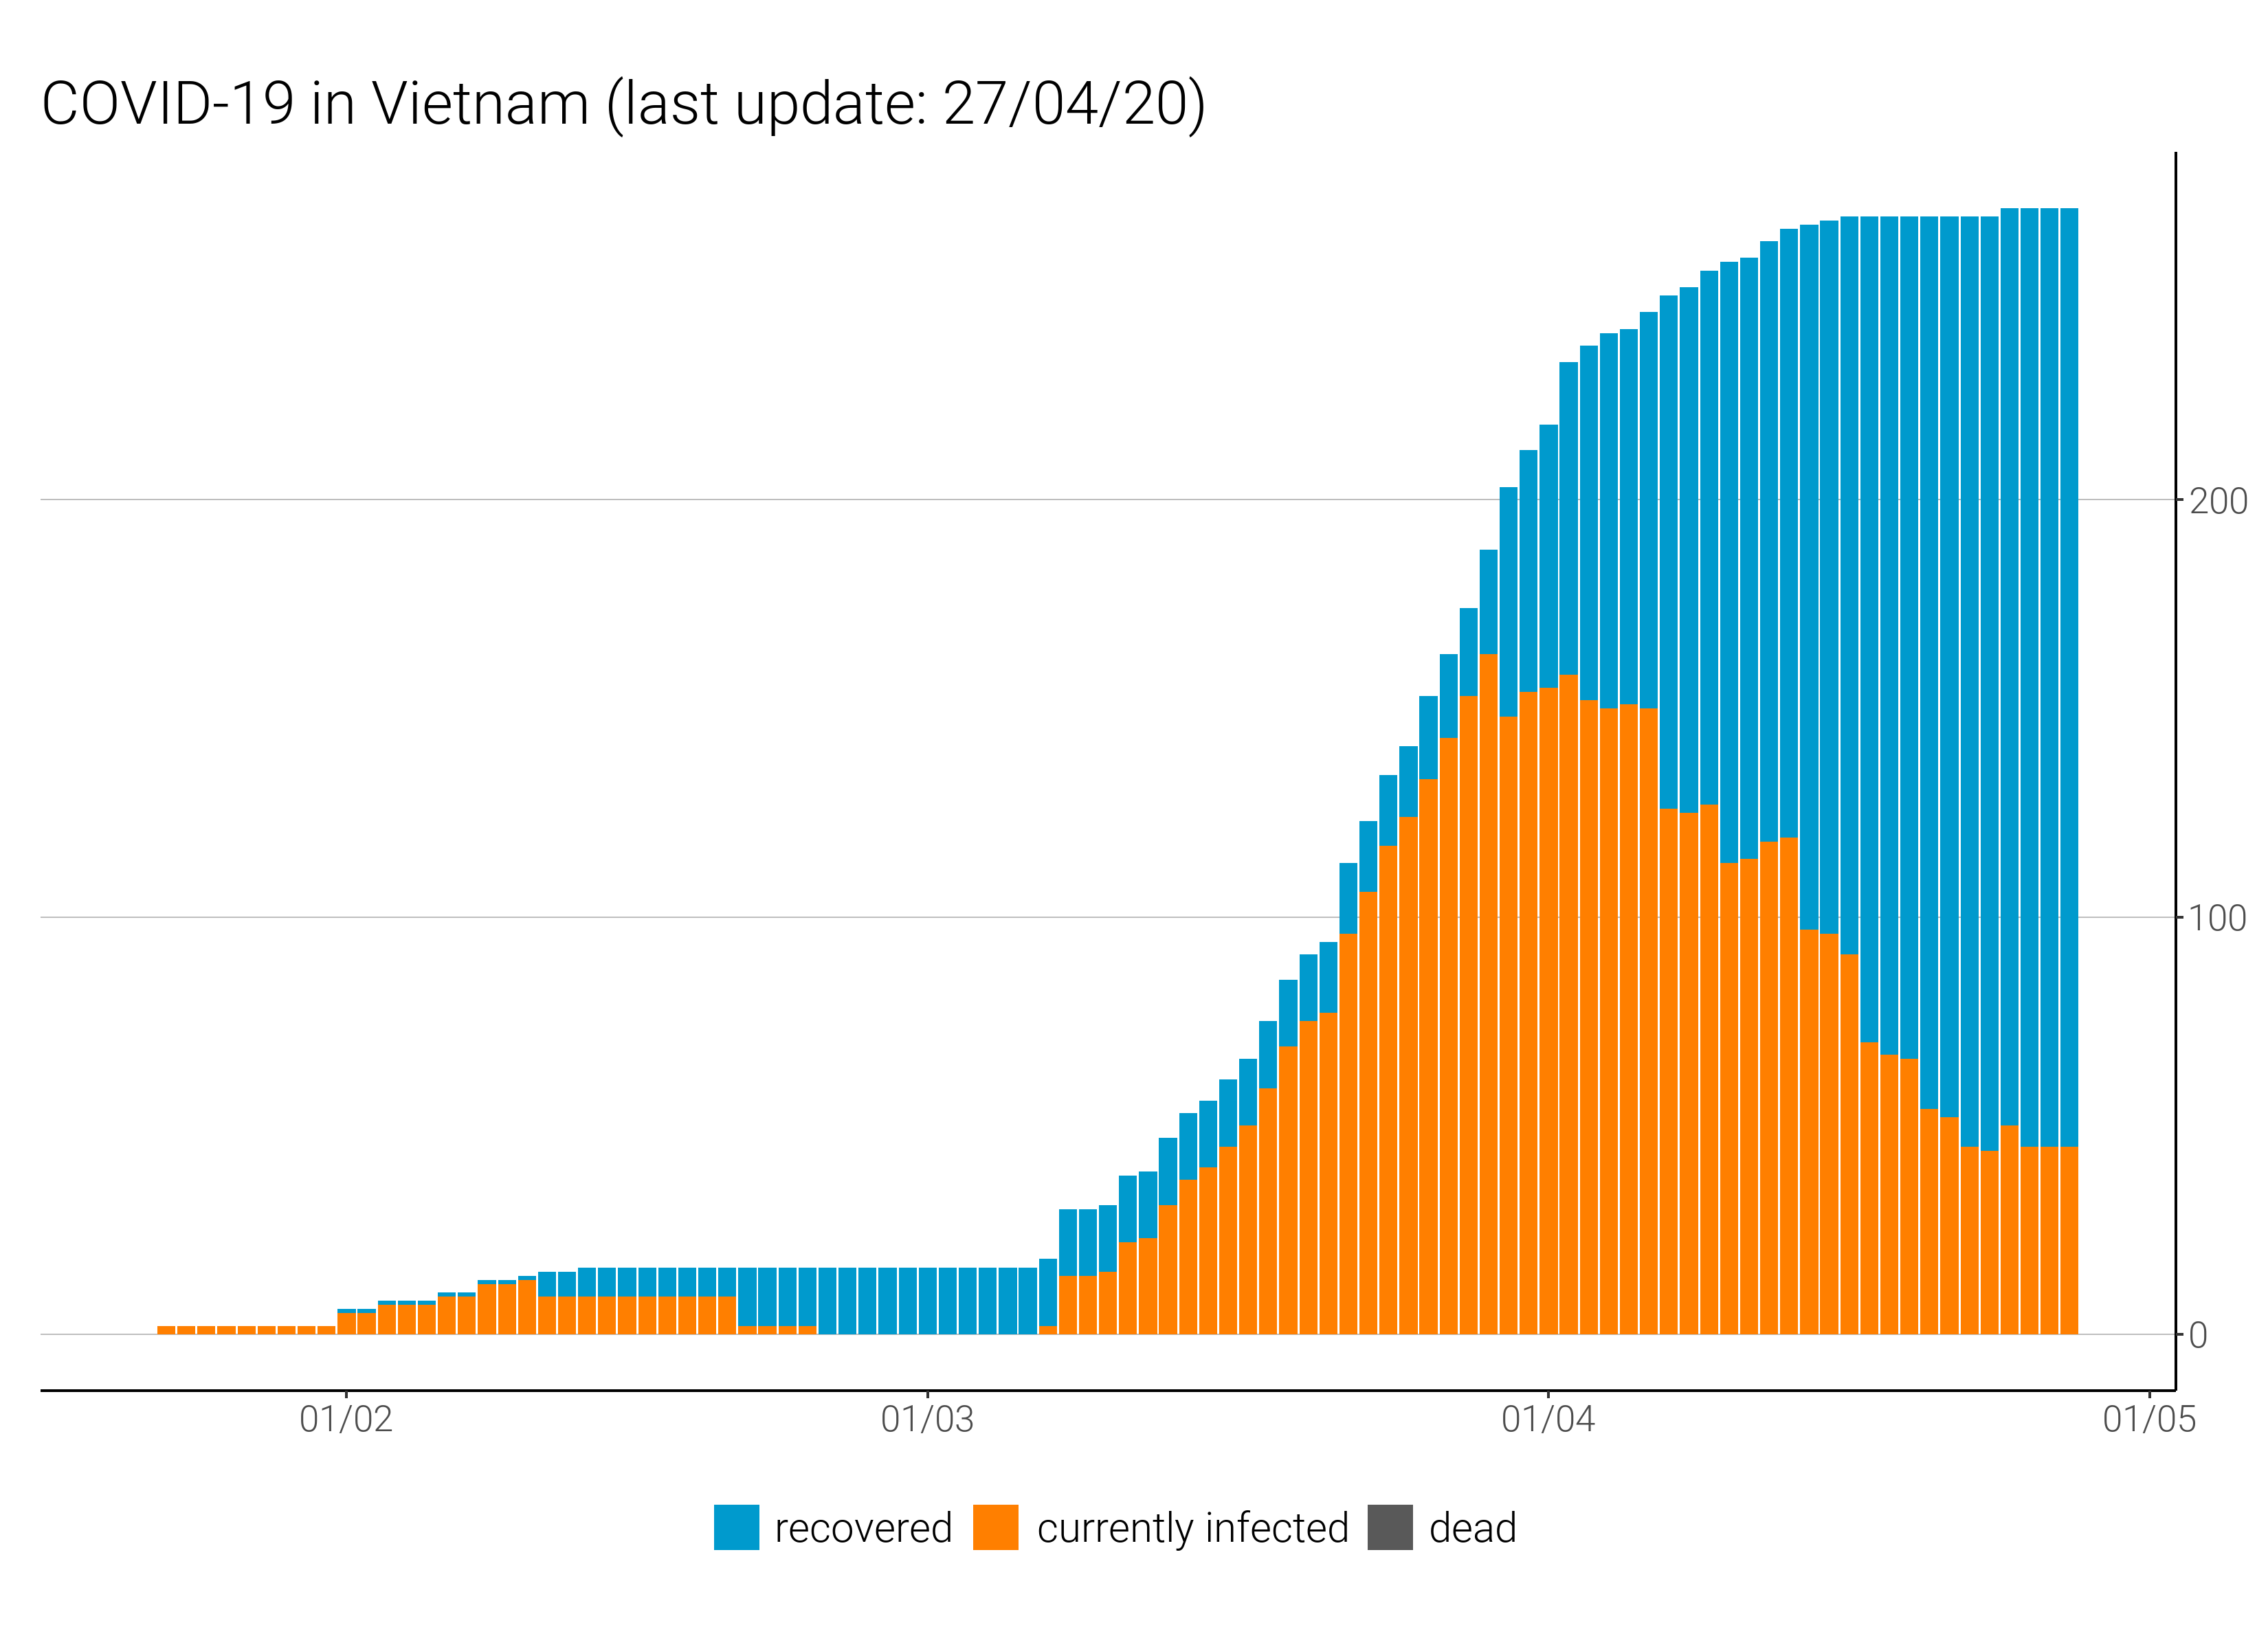 COVID-19 in Vietnam (last update: 27/04/20)
200
100
0
01/02 01/03 01/04 01/05
recovered currently infected dead